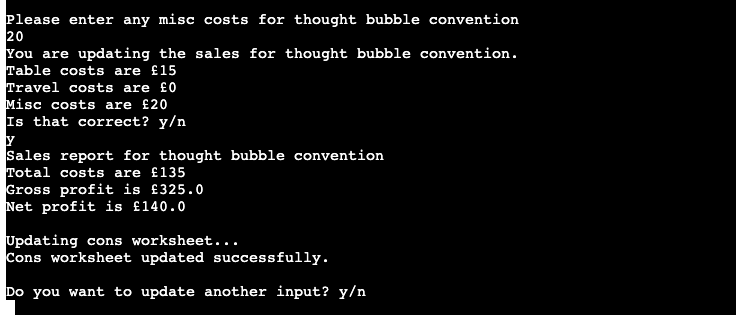 Please enter any misc costs for thought bubble convention
20
You are updating the sales for thought bubble convention.
Table costs are £15
Travel costs are £0
Misc costs are £20
Is that correct? y/n
y
Sales report for thought bubble convention
Total costs are £135
Gross profit is £325.0
Net profit is £140.0
Updating cons worksheet...
Cons worksheet updated successfully.
Do you want to update another input? y/n